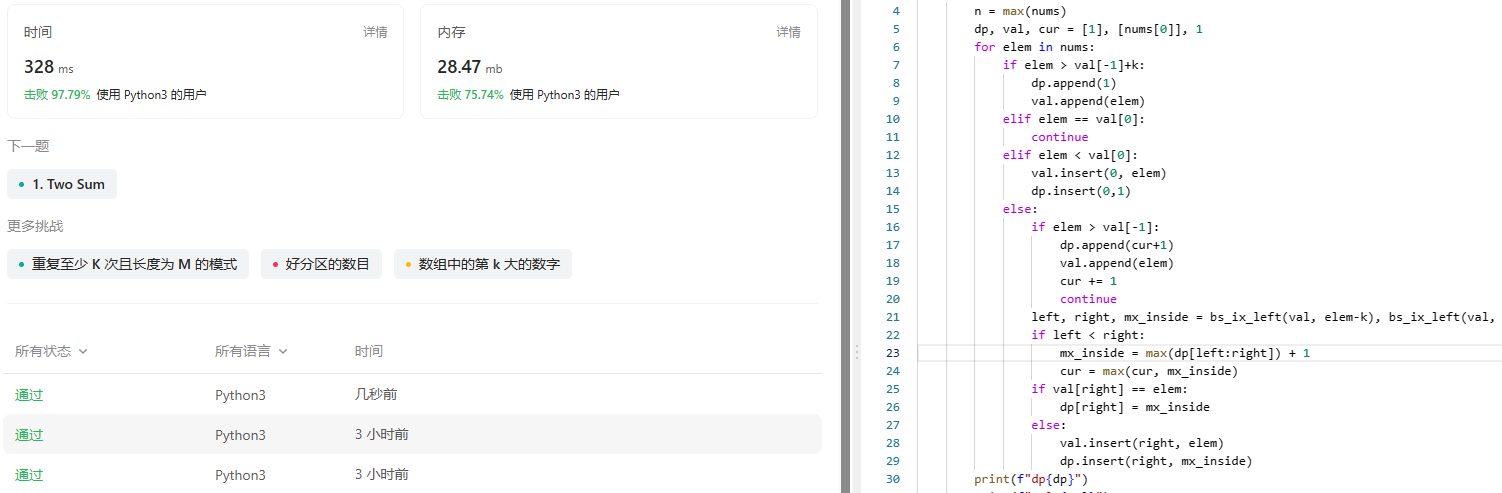 时间 详情
328 ms
击败 97.79% 使用 Python3 的用户
内存 详情
28.47 mb
击败 75.74% 使用 Python3 的用户
下一题
1. Two Sum
更多挑战
重复至少 K 次且长度为 M 的模式 好分区的数目 数组中的第 k 大的数字
所有状态 所有语言 时间
通过 Python3 几秒前
通过 Python3 3 小时前
通过 Python3 3 小时前
4 n = max(nums)
5 dp, val, cur = [1], [nums[0]], 1
6 for elem in nums:
7 if elem > val[-1]+k:
8 dp.append(1)
9 val.append(elem)
10 elif elem == val[0]:
11 continue
12 elif elem < val[0]:
13 val.insert(0, elem)
14 dp.insert(0,1)
15 else:
16 if elem > val[-1]:
17 dp.append(cur+1)
18 val.append(elem)
19 cur += 1
20 continue
21 left, right, mx_inside = bs_ix_left(val, elem-k), bs_ix_left(val,
22 if left < right:
23 mx_inside = max(dp[left:right]) + 1
24 cur = max(cur, mx_inside)
25 if val[right] == elem:
26 dp[right] = mx_inside
27 else:
28 val.insert(right, elem)
29 dp.insert(right, mx_inside)
30 print(f"dp{dp}")